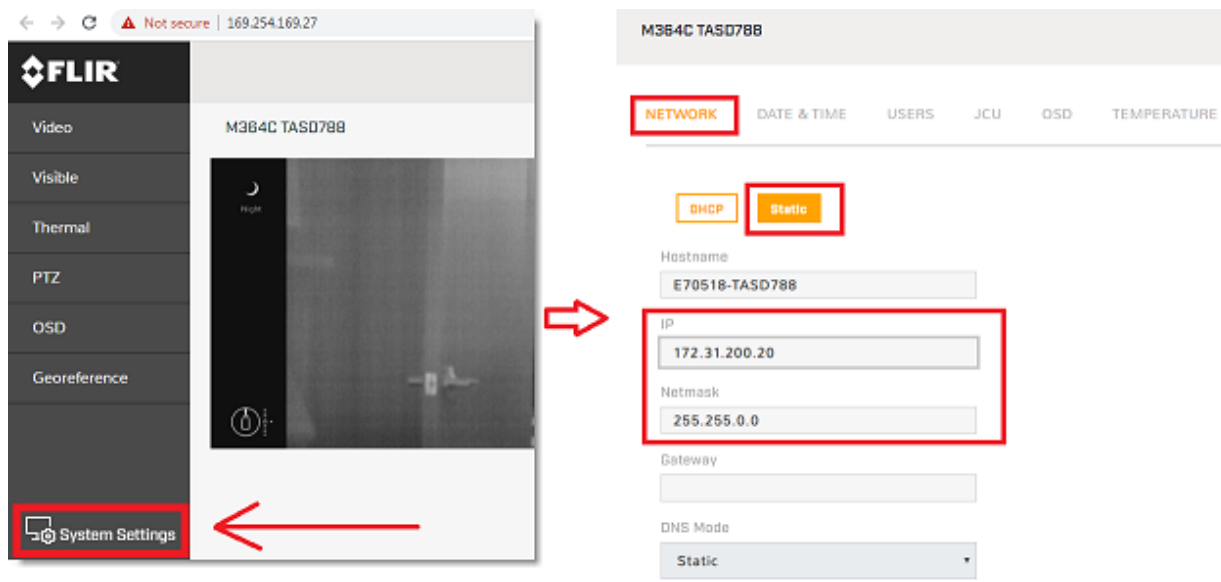 Not secure | 169.254.169.27
FLIR
Video
Visible
Thermal
PTZ
OSD
Georeference
System Settings
M364C TASD788
Night
M364C TASD788
NETWORK DATE & TIME USERS JCU OSD TEMPERATURE
DHCP Static
Hostname
E70518-TASD788
IP
172.31.200.20
Netmask
255.255.0.0
Gateway
DNS Mode
Static